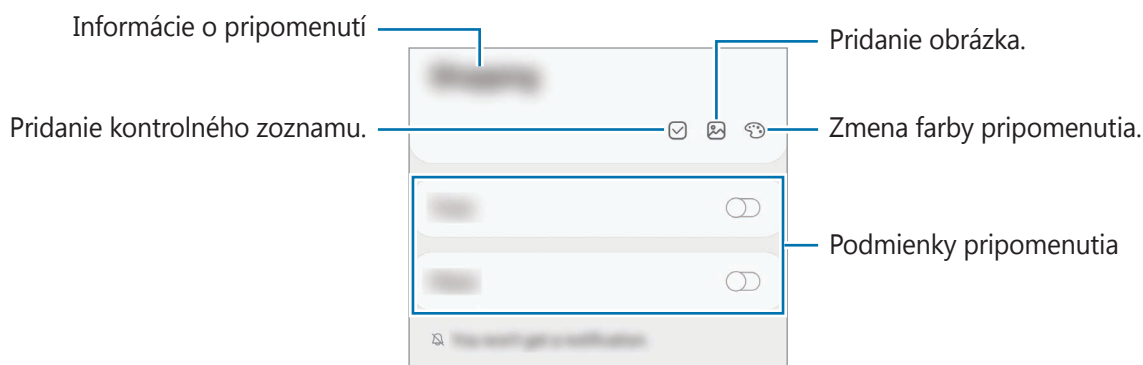 Informácie o pripomenutí
Pridanie obrázka.
Pridanie kontrolného zoznamu.
Zmena farby pripomenutia.
Podmienky pripomenutia